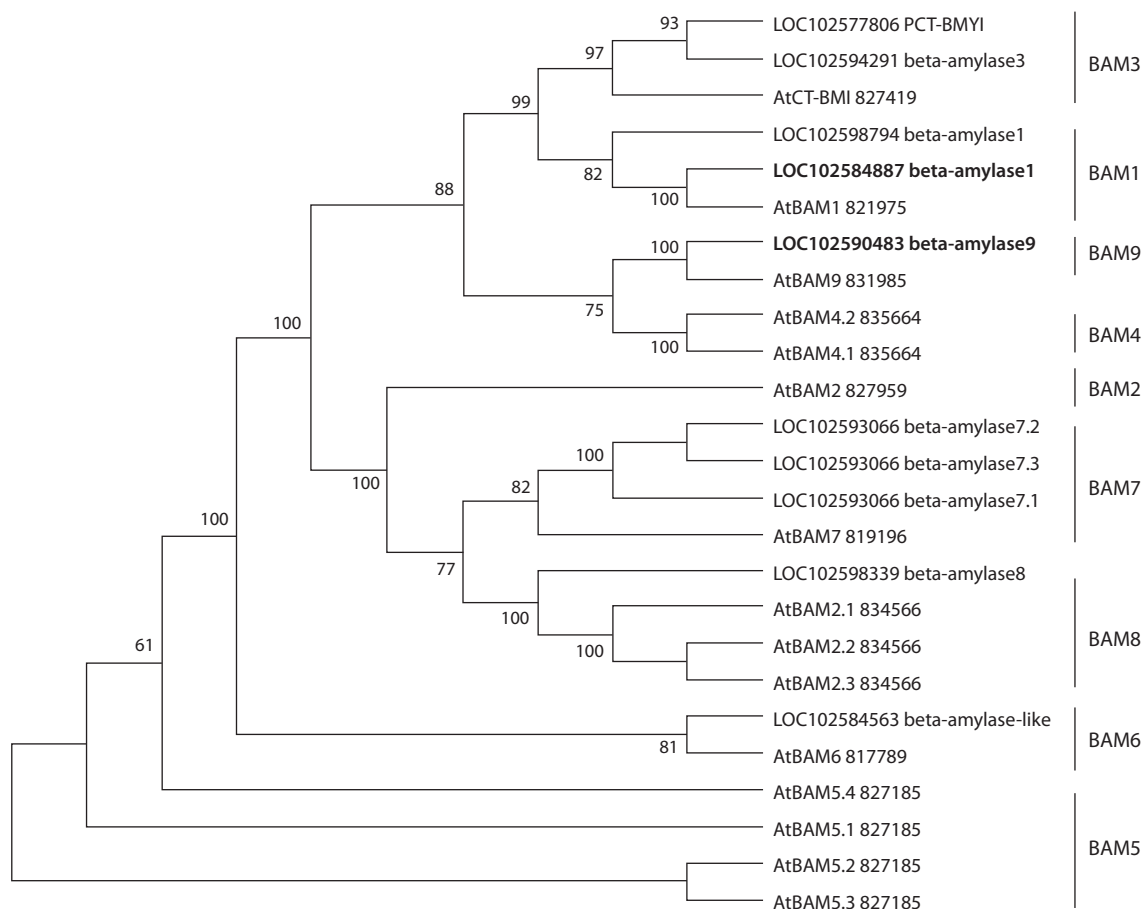 93
LOC102577806 PCT-BMYI
97
LOC102594291 beta-amylase3
BAM3
99
AtCT-BMI 827419
LOC102598794 beta-amylase1
82
LOC102584887 beta-amylase1
BAM1
88
100
AtBAM1 821975
100
LOC102590483 beta-amylase9
BAM9
AtBAM9 831985
75
AtBAM4.2 835664
BAM4
100
100
AtBAM4.1 835664
AtBAM2 827959
BAM2
LOC102593066 beta-amylase7.2
100
LOC102593066 beta-amylase7.3
BAM7
100
82
LOC102593066 beta-amylase7.1
100
AtBAM7 819196
77
LOC102598339 beta-amylase8
100
AtBAM2.1 834566
BAM8
61
100
AtBAM2.2 834566
AtBAM2.3 834566
LOC102584563 beta-amylase-like
BAM6
81
AtBAM6 817789
AtBAM5.4 827185
AtBAM5.1 827185
BAM5
AtBAM5.2 827185
AtBAM5.3 827185